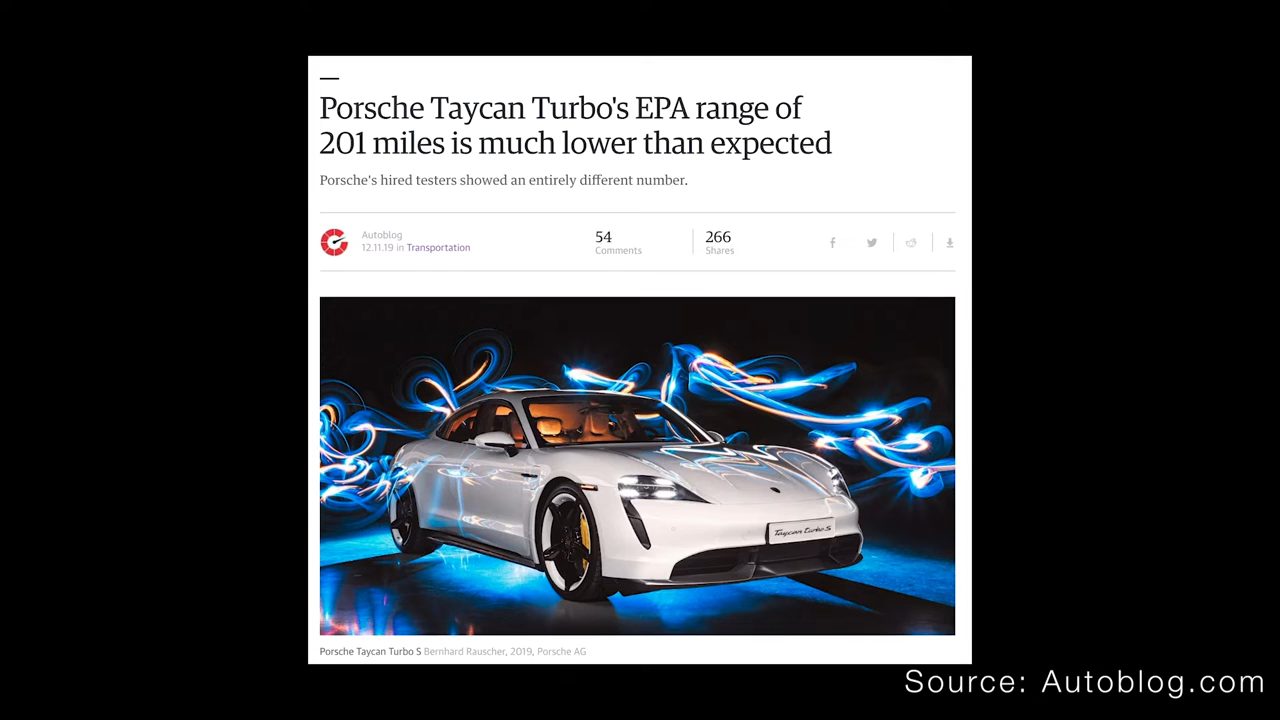 Porsche Taycan Turbo's EPA range of
201 miles is much lower than expected
Porsche's hired testers showed an entirely different number.
Autoblog
12.11.19 in Transportation
54
Comments
266
Shares
Taycan turbo S
Porsche Taycan Turbo S Bernhard Rauscher, 2019, Porsche AG
Source: Autoblog.com